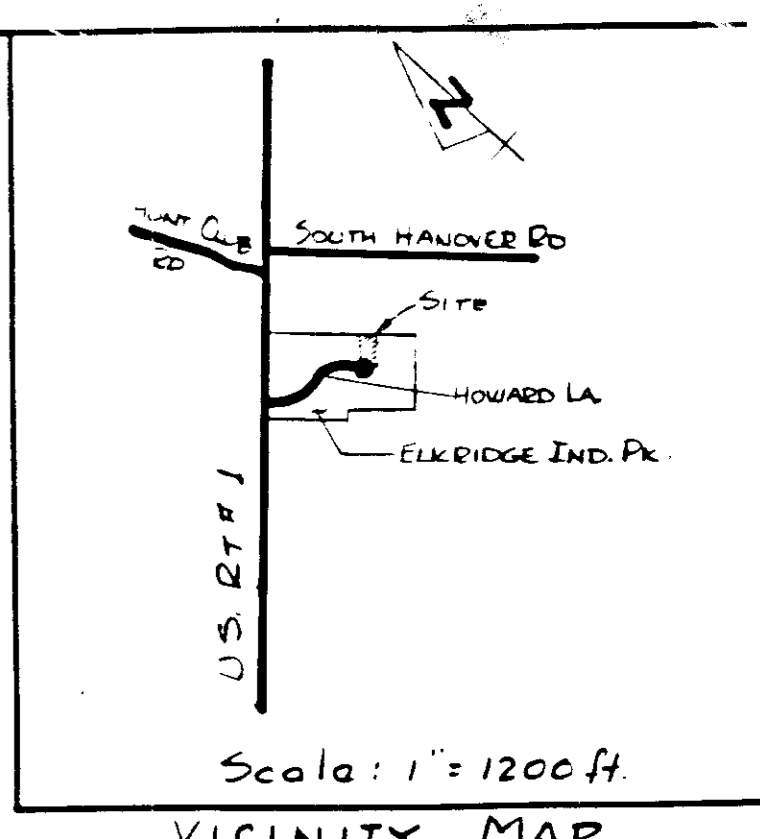 N
HUNT CLUB
RD
SOUTH HANOVER RD
SITE
HOWARD LA.
ELKRIDGE IND. PK.
U.S. RT # 1
Scale: 1" = 1200 ft.
VICINITY MAP